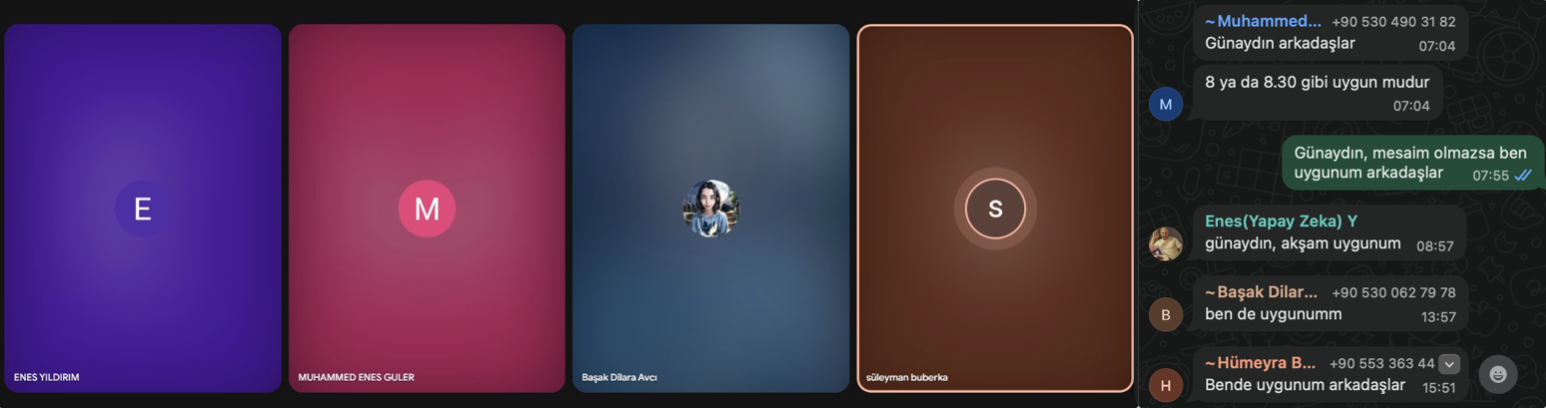 E
ENES YILDIRIM
M
MUHAMMED ENES GULER
Başak Dilara Avcı
S
süleyman buberka
~Muhammed... +90 530 490 31 82
Günaydın arkadaşlar 07:04
8 ya da 8.30 gibi uygun mudur
07:04
M
Günaydın, mesaim olmazsa ben
uygunum arkadaşlar 07:55
Enes(Yapay Zeka) Y
günaydın, akşam uygunum 08:57
~Başak Dilar... +90 530 062 79 78
B
ben de uygunumm 13:57
~Hümeyra B... +90 553 363 44
H
Bende uygunum arkadaşlar 15:51